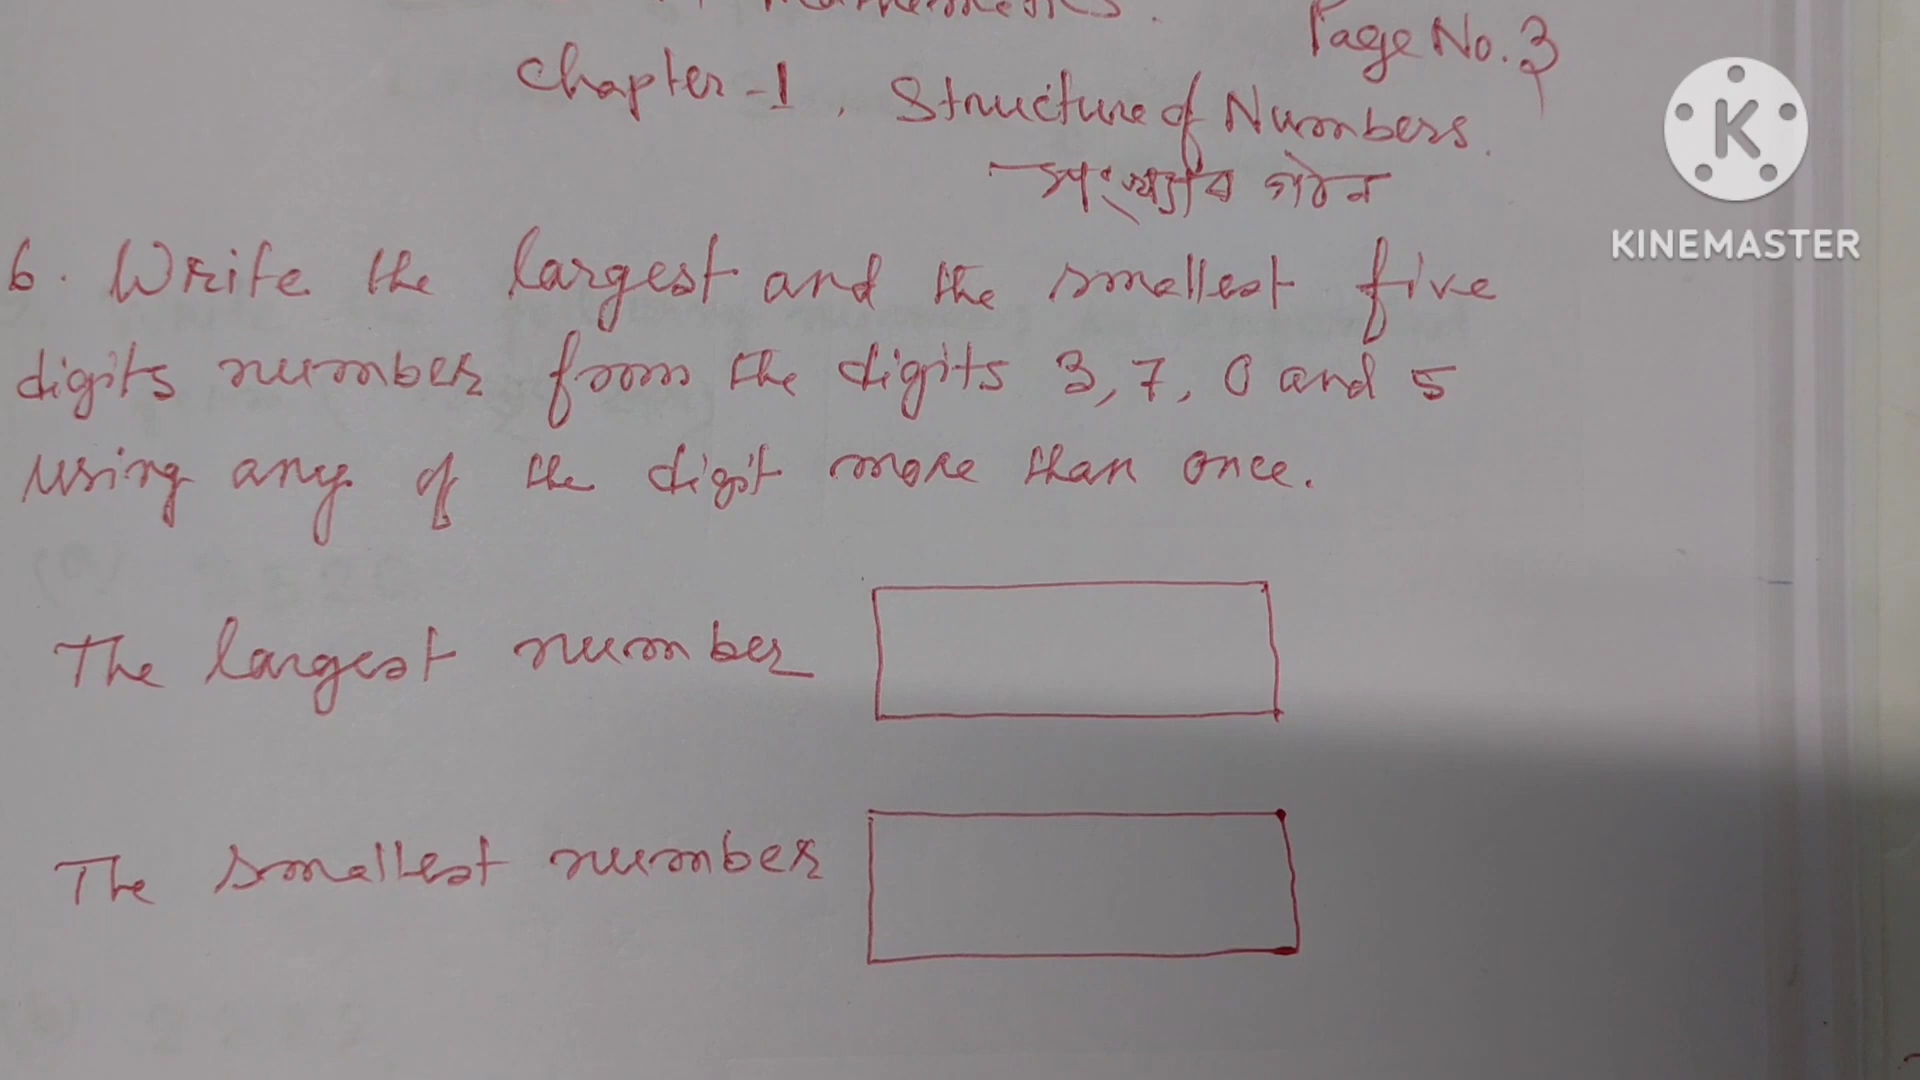 Mathematics.
Page No. 3
Chapter -1, Structure of Numbers.
সংখ্যাৰ গঠন
K
KINEMASTER
6. Write the largest and the smallest five
digits number from the digits 3, 7, 0 and 5
using any of the digit more than once.
The largest number
The smallest number